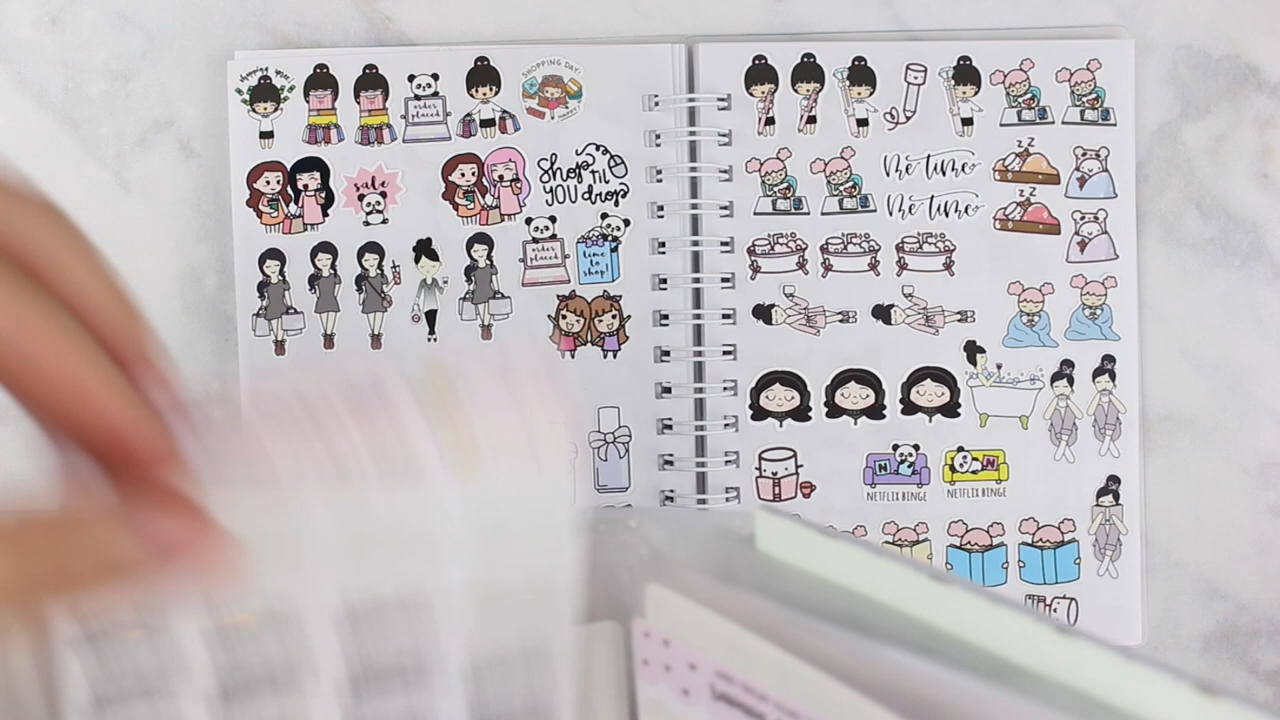 shopping spree!
order placed
SHOPPING DAY!
HAPPY
sale
Shop 'TIL YOU drop
order placed
time to shop!
Me time
Me time
z z
z z
N
NETFLIX BINGE
N
NETFLIX BINGE